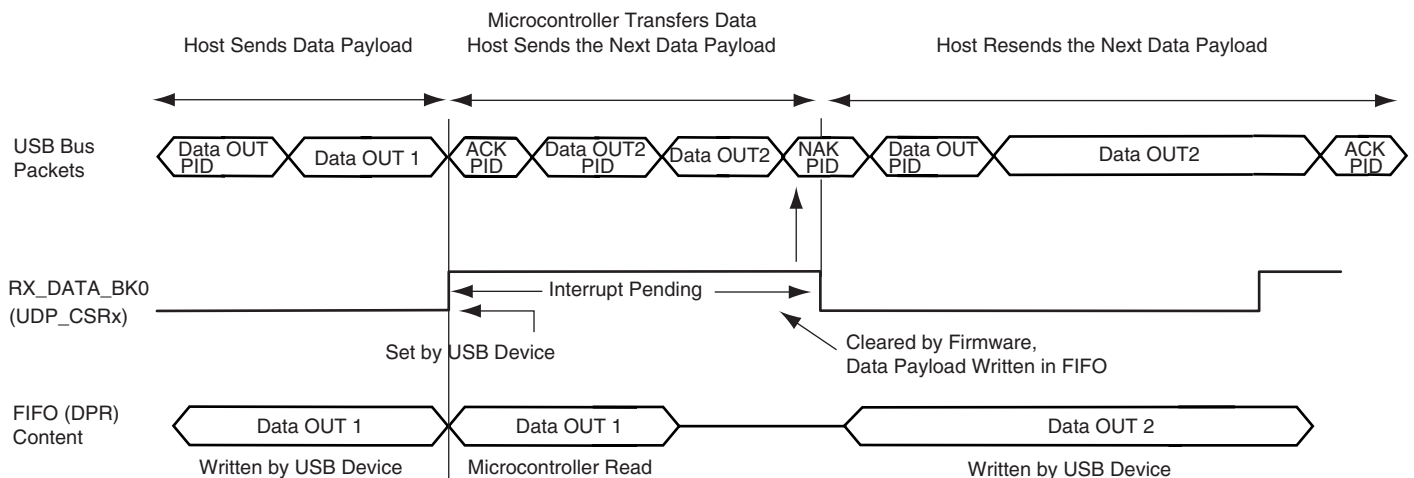 Microcontroller Transfers Data
Host Sends Data Payload
Host Sends the Next Data Payload
Host Resends the Next Data Payload
USB Bus
Packets
Data OUT
PID
Data OUT 1
ACK
PID
Data OUT2
PID
Data OUT2
NAK
PID
Data OUT
PID
Data OUT2
ACK
PID
RX_DATA_BK0
(UDP_CSRx)
Interrupt Pending
Set by USB Device
Cleared by Firmware,
Data Payload Written in FIFO
FIFO (DPR)
Content
Data OUT 1
Data OUT 1
Data OUT 2
Written by USB Device
Microcontroller Read
Written by USB Device